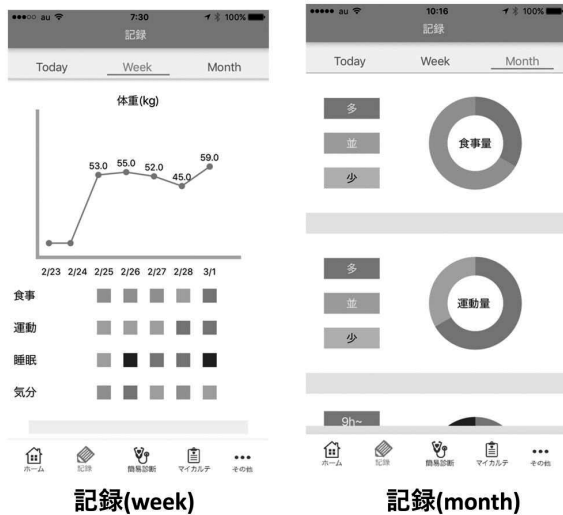 au 7:30 100%
記録
Today Week Month
体重(kg)
53.0 55.0 52.0 45.0 59.0
2/23 2/24 2/25 2/26 2/27 2/28 3/1
食事
運動
睡眠
気分
ホーム 記録 簡易診断 マイカルテ その他
記録(week)
au 10:16 100%
記録
Today Week Month
多
並
少
食事量
多
並
少
運動量
9h~
ホーム 記録 簡易診断 マイカルテ その他
記録(month)